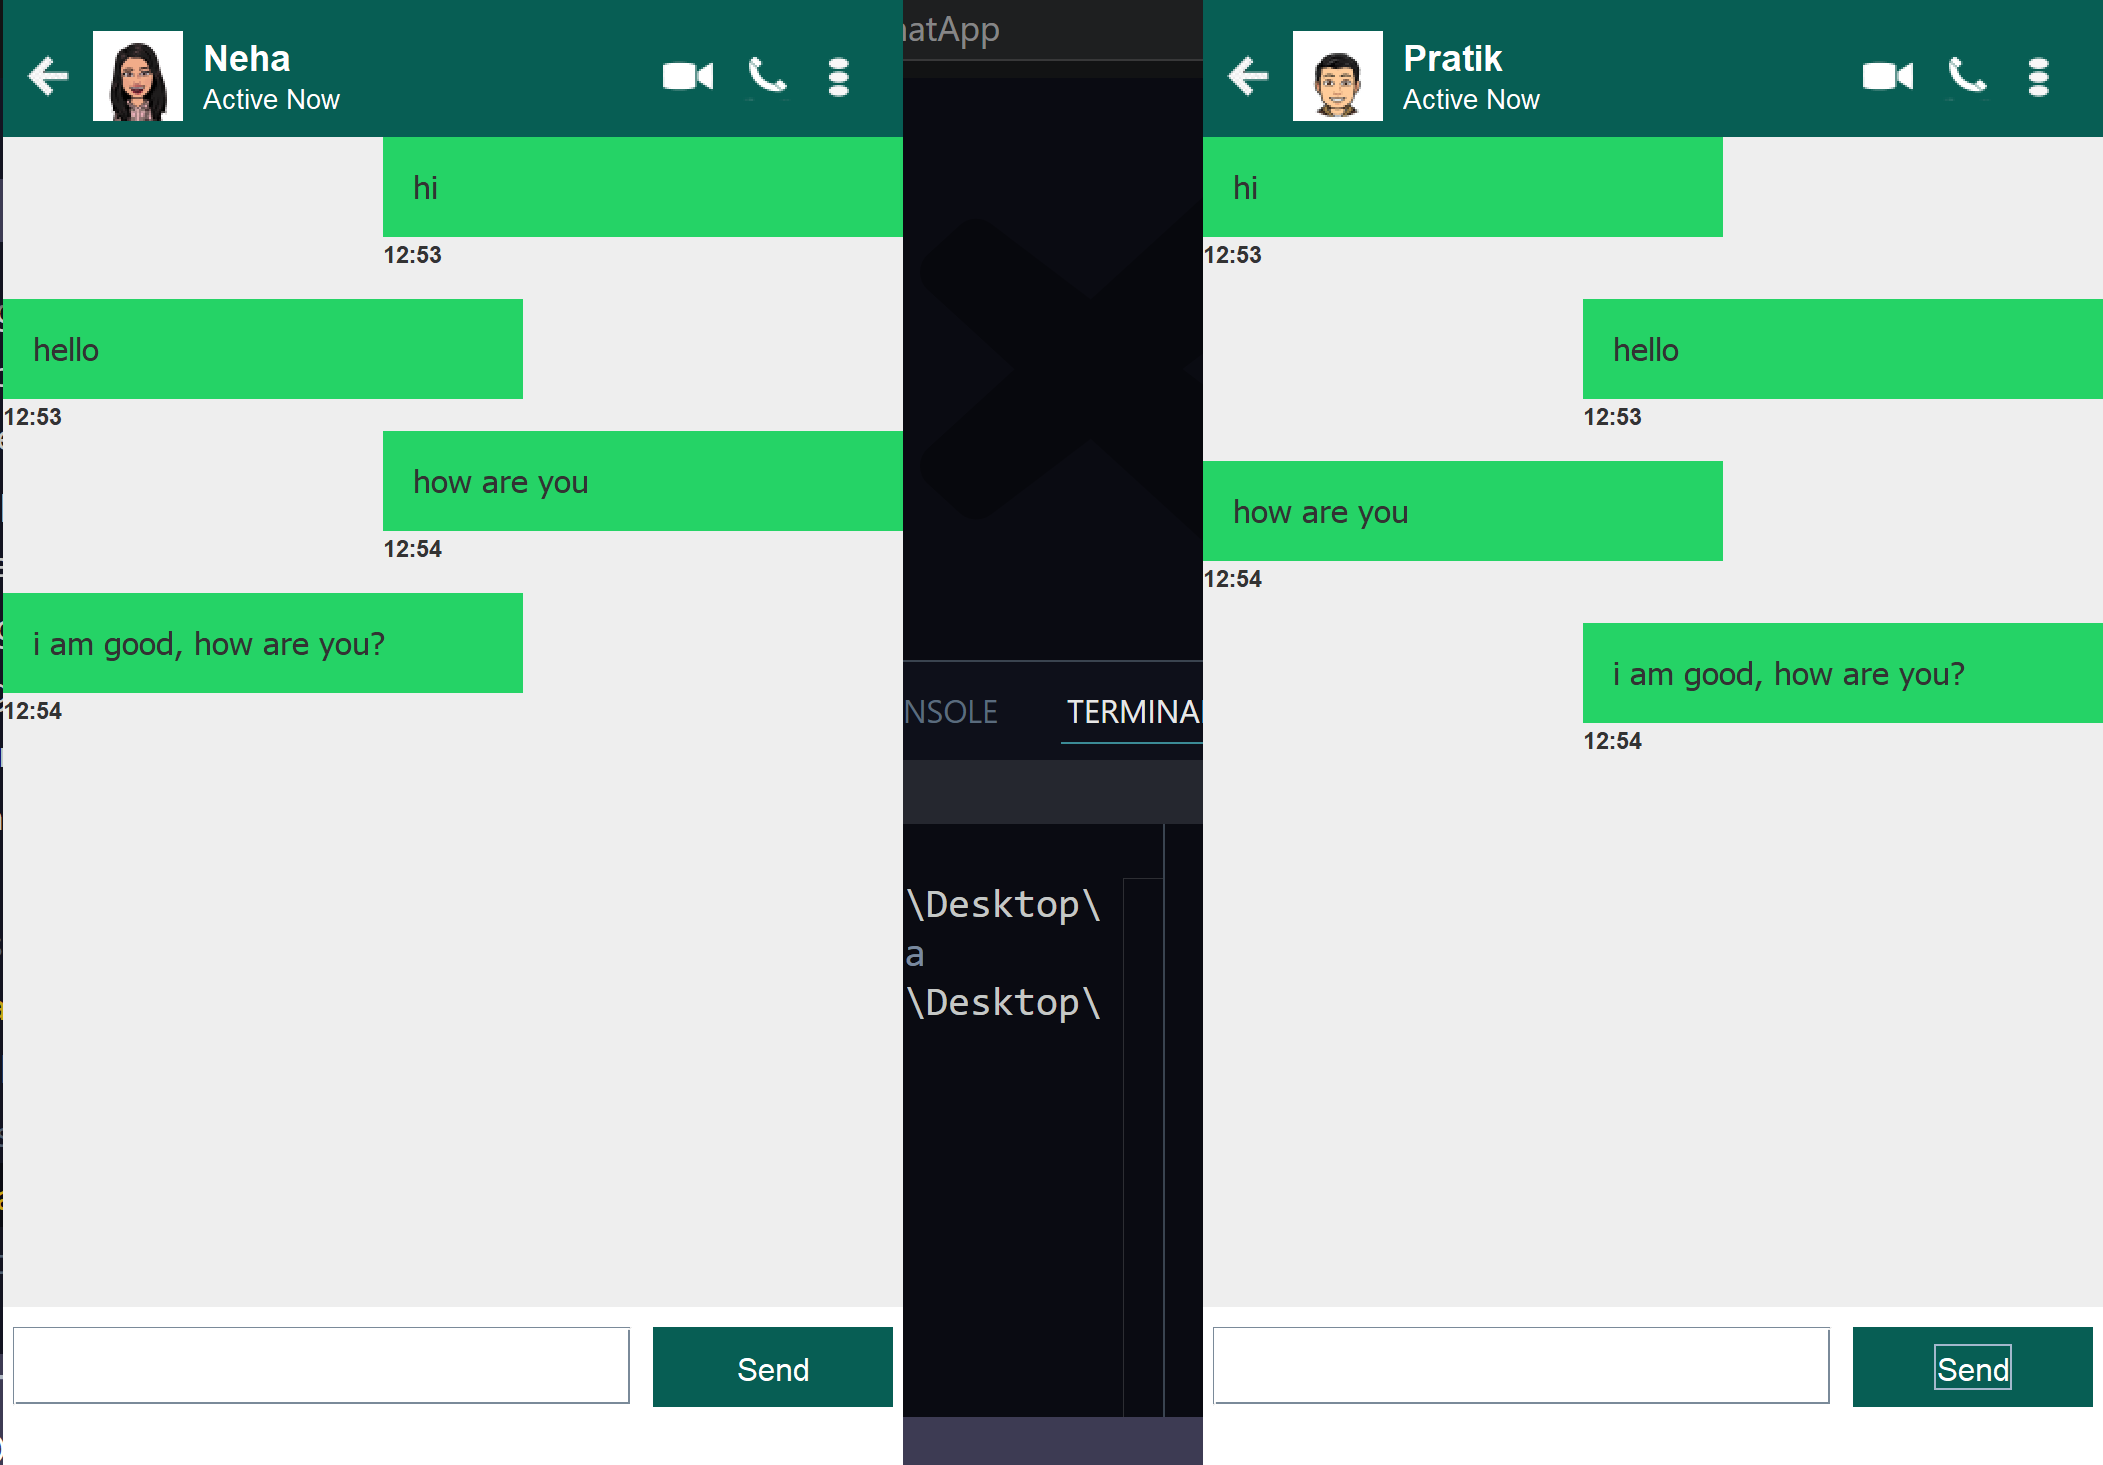 Neha
Active Now
hi
12:53
hello
12:53
how are you
12:54
i am good, how are you?
12:54
Send
hatApp
NSOLE TERMINAL
\Desktop\
a
\Desktop\
Pratik
Active Now
hi
12:53
hello
12:53
how are you
12:54
i am good, how are you?
12:54
Send